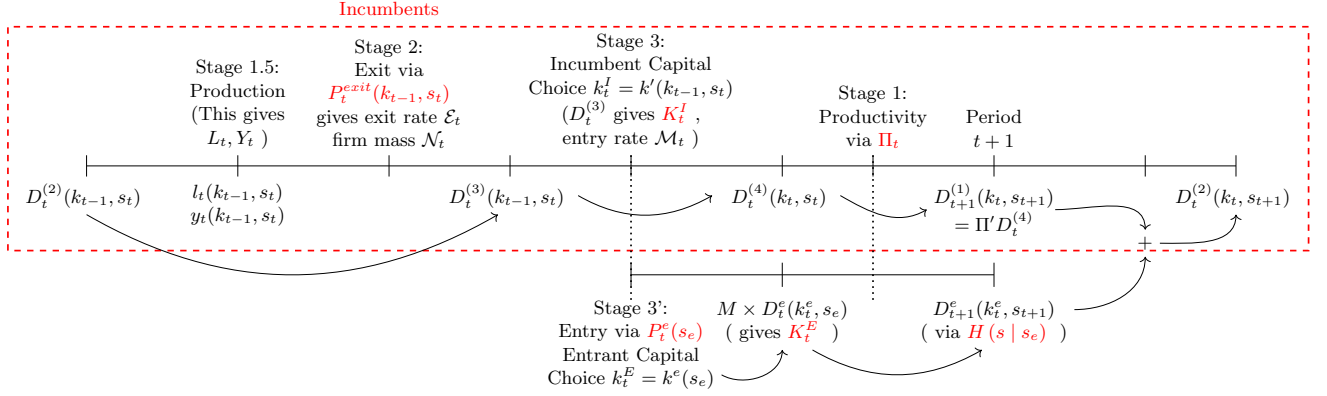 Incumbents
Stage 1.5:
Production
(This gives
L_t, Y_t )
Stage 2:
Exit via
P_t^{exit}(k_{t-1}, s_t)
gives exit rate ℰ_t
firm mass 𝒩_t
Stage 3:
Incumbent Capital
Choice k_t^I = k'(k_{t-1}, s_t)
(D_t^{(3)} gives K_t^I ,
entry rate ℳ_t )
Stage 1:
Productivity
via Π_t
Period
t + 1
D_t^{(2)}(k_{t-1}, s_t)
l_t(k_{t-1}, s_t)
y_t(k_{t-1}, s_t)
D_t^{(3)}(k_{t-1}, s_t)
D_t^{(4)}(k_t, s_t)
D_{t+1}^{(1)}(k_t, s_{t+1})
= Π'D_t^{(4)}
D_t^{(2)}(k_t, s_{t+1})
+
Stage 3':
Entry via P_t^e(s_e)
Entrant Capital
Choice k_t^E = k^e(s_e)
M × D_t^e(k_t^e, s_e)
( gives K_t^E )
D_{t+1}^e(k_t^e, s_{t+1})
( via H (s | s_e) )